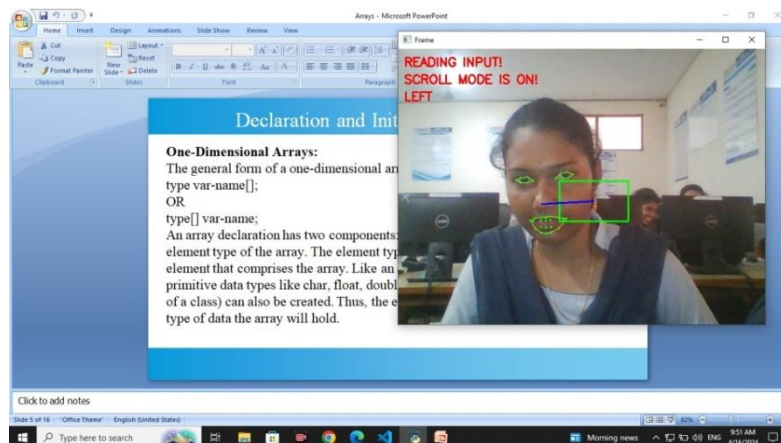 Arrays - Microsoft PowerPoint
Home Insert Design Animations Slide Show Review View
Cut
Copy
Format Painter
Paste
Clipboard
New Slide
Layout
Reset
Delete
Slides
Font
Paragraph
Frame
READING INPUT!
SCROLL MODE IS ON!
LEFT
Declaration and Init
One-Dimensional Arrays:
The general form of a one-dimensional ar
type var-name[];
OR
type[] var-name;
An array declaration has two components:
element type of the array. The element typ
element that comprises the array. Like an
primitive data types like char, float, doubl
of a class) can also be created. Thus, the e
type of data the array will hold.
Click to add notes
Slide 5 of 16 "Office Theme" English (United States) 82%
Type here to search
Morning news ENG 9:51 AM
4/16/2024